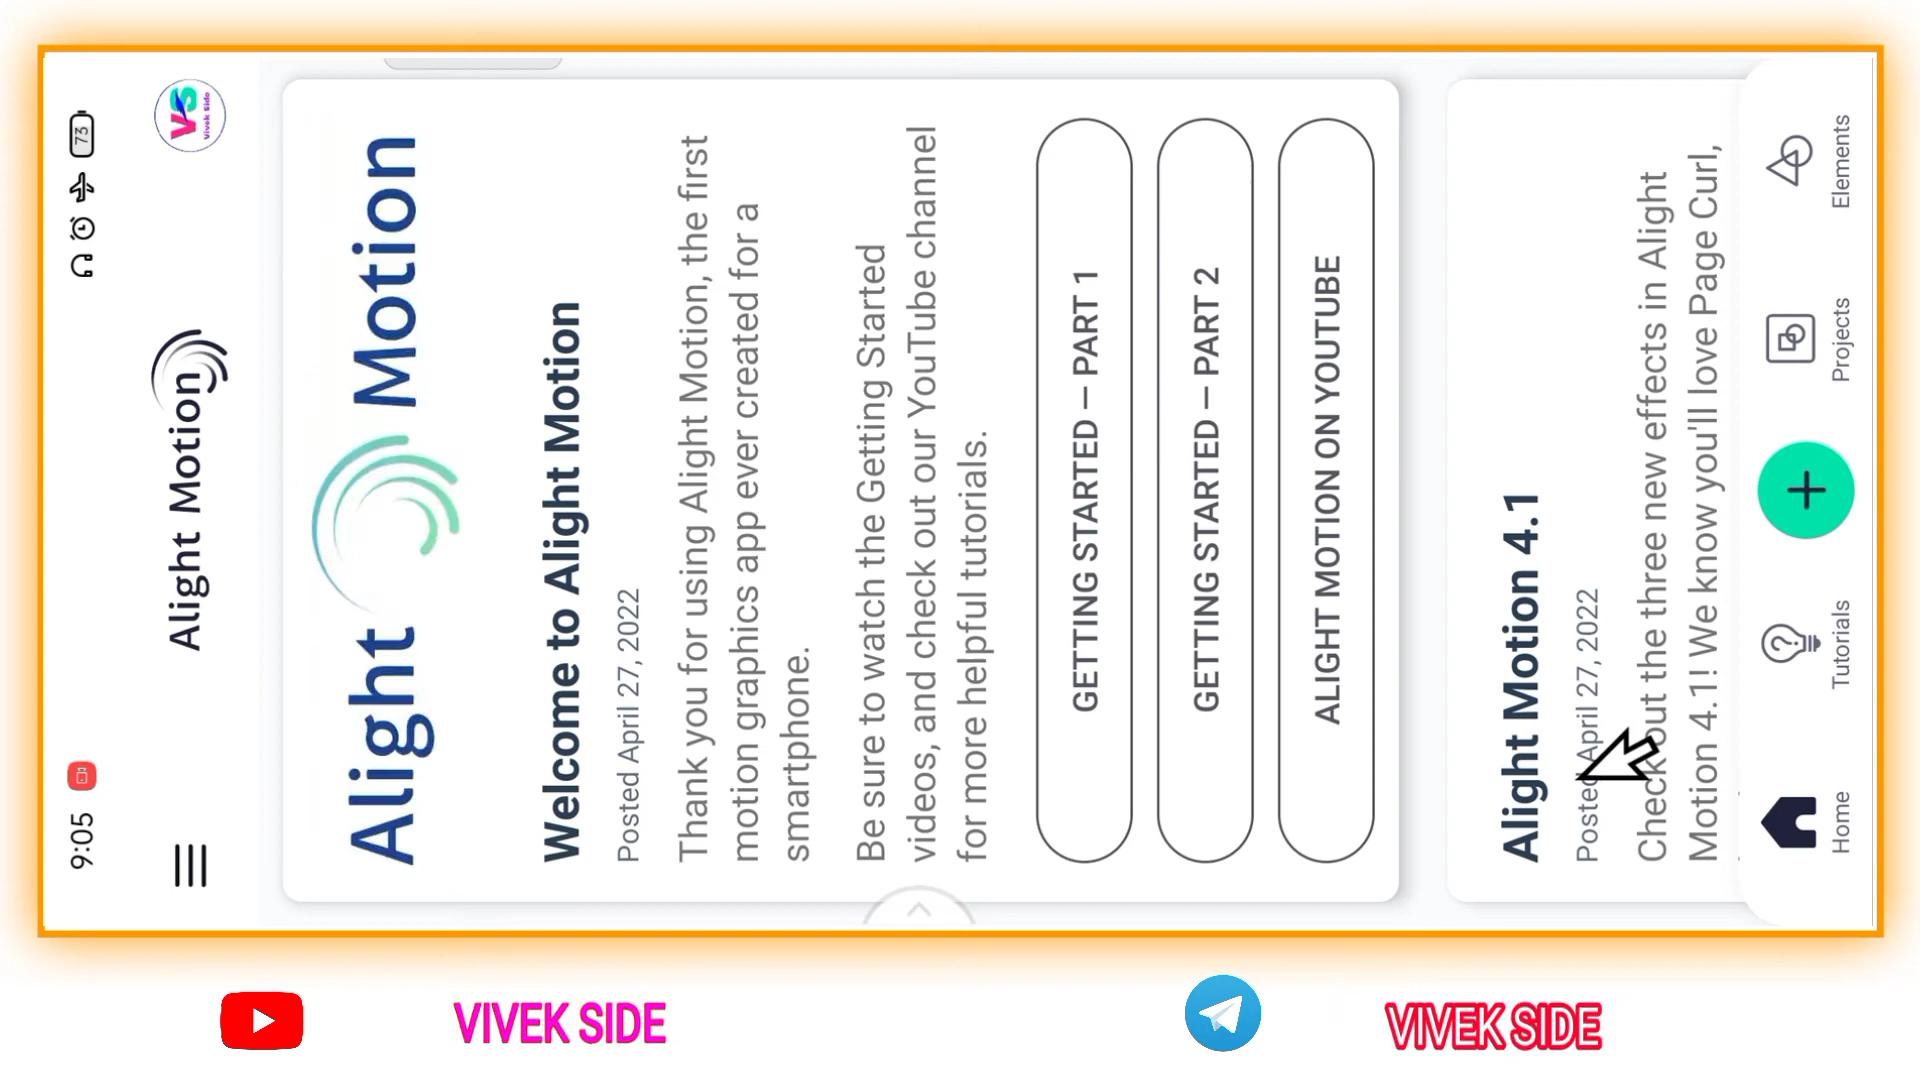 9:05
73
Alight Motion
VS
Vivek Side
Alight Motion
Welcome to Alight Motion
Posted April 27, 2022
Thank you for using Alight Motion, the first
motion graphics app ever created for a
smartphone.
Be sure to watch the Getting Started
videos, and check out our YouTube channel
for more helpful tutorials.
GETTING STARTED – PART 1
GETTING STARTED – PART 2
ALIGHT MOTION ON YOUTUBE
Alight Motion 4.1
Posted April 27, 2022
Check out the three new effects in Alight
Motion 4.1! We know you'll love Page Curl,
Home
Tutorials
Projects
Elements
VIVEK SIDE
VIVEK SIDE